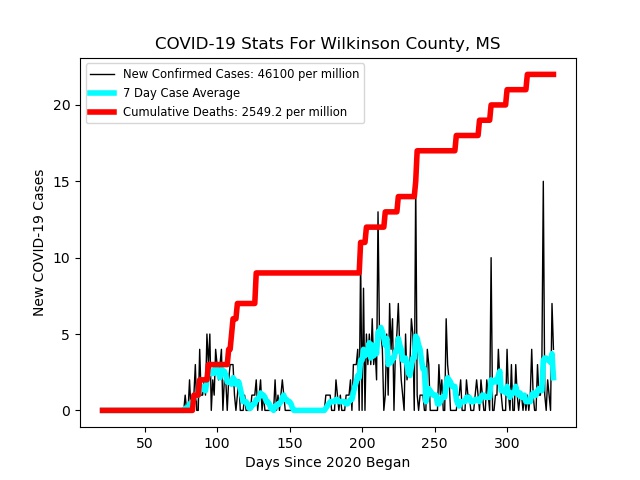 COVID-19 Stats For Wilkinson County, MS
New Confirmed Cases: 46100 per million
7 Day Case Average
Cumulative Deaths: 2549.2 per million
New COVID-19 Cases
20
15
10
5
0
50 100 150 200 250 300
Days Since 2020 Began